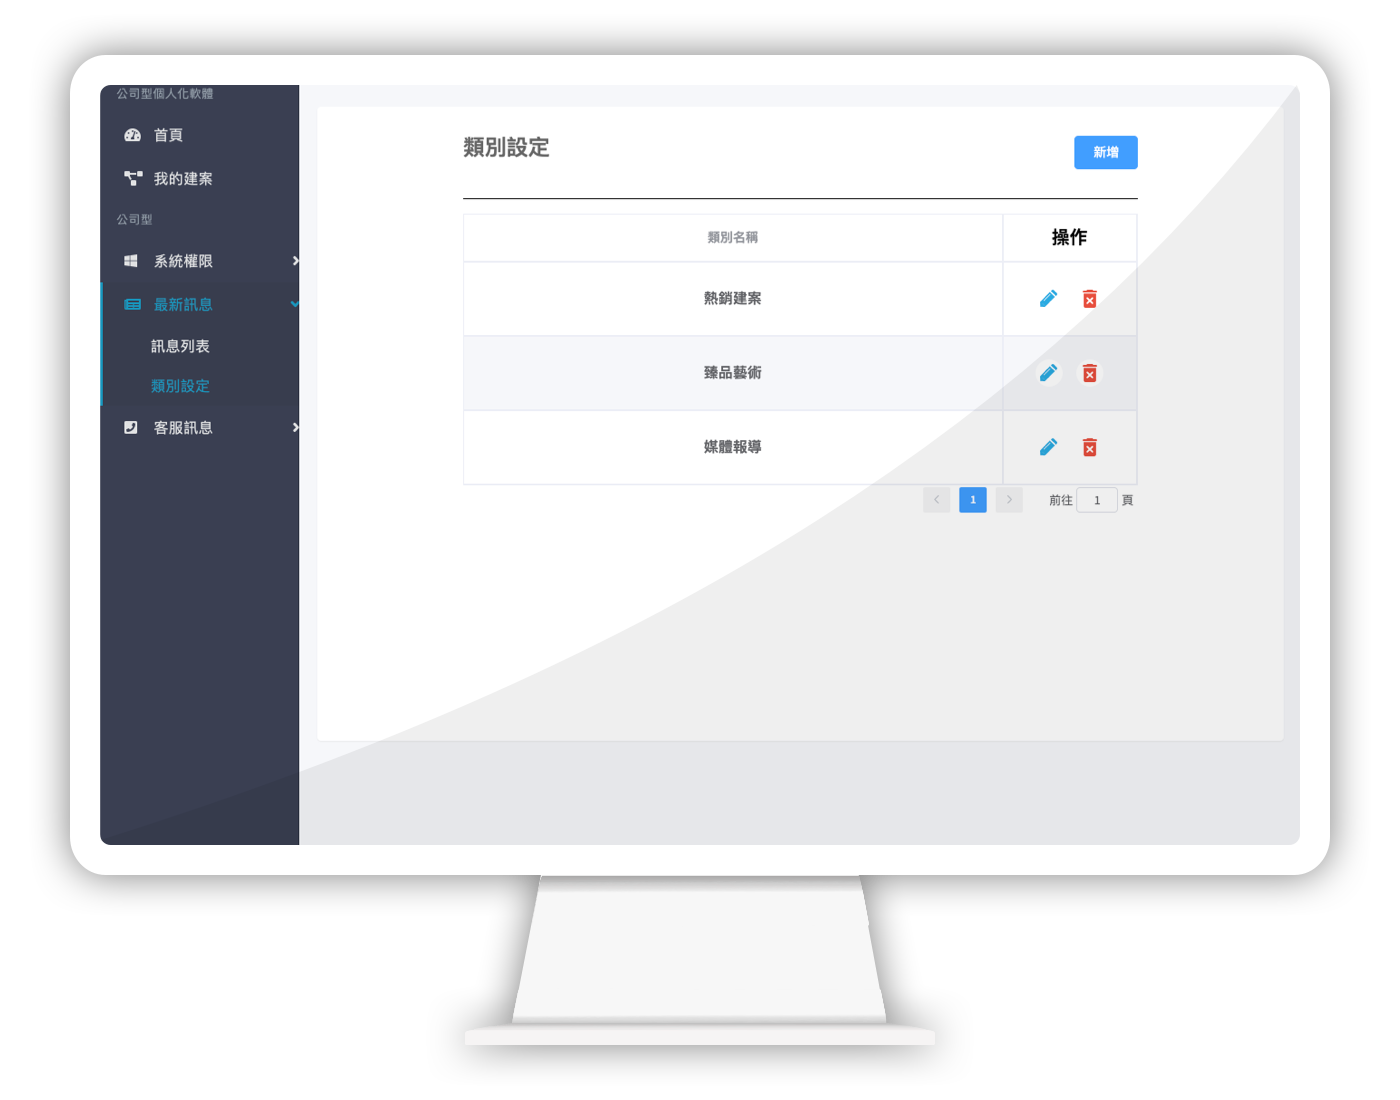 公司型個人化軟體
首頁
我的建案
公司型
系統權限
最新訊息
訊息列表
類別設定
客服訊息
類別設定
新增
類別名稱 操作
熱銷建案
臻品藝術
媒體報導
1 前往 1 頁